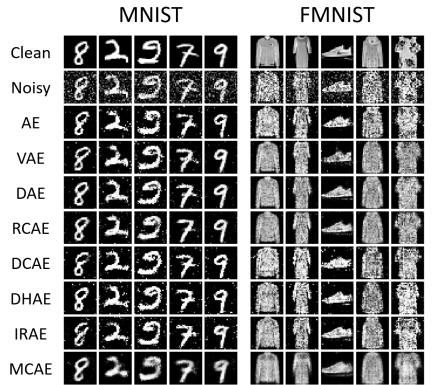 MNIST FMNIST
Clean
Noisy
AE
VAE
DAE
RCAE
DCAE
DHAE
IRAE
MCAE